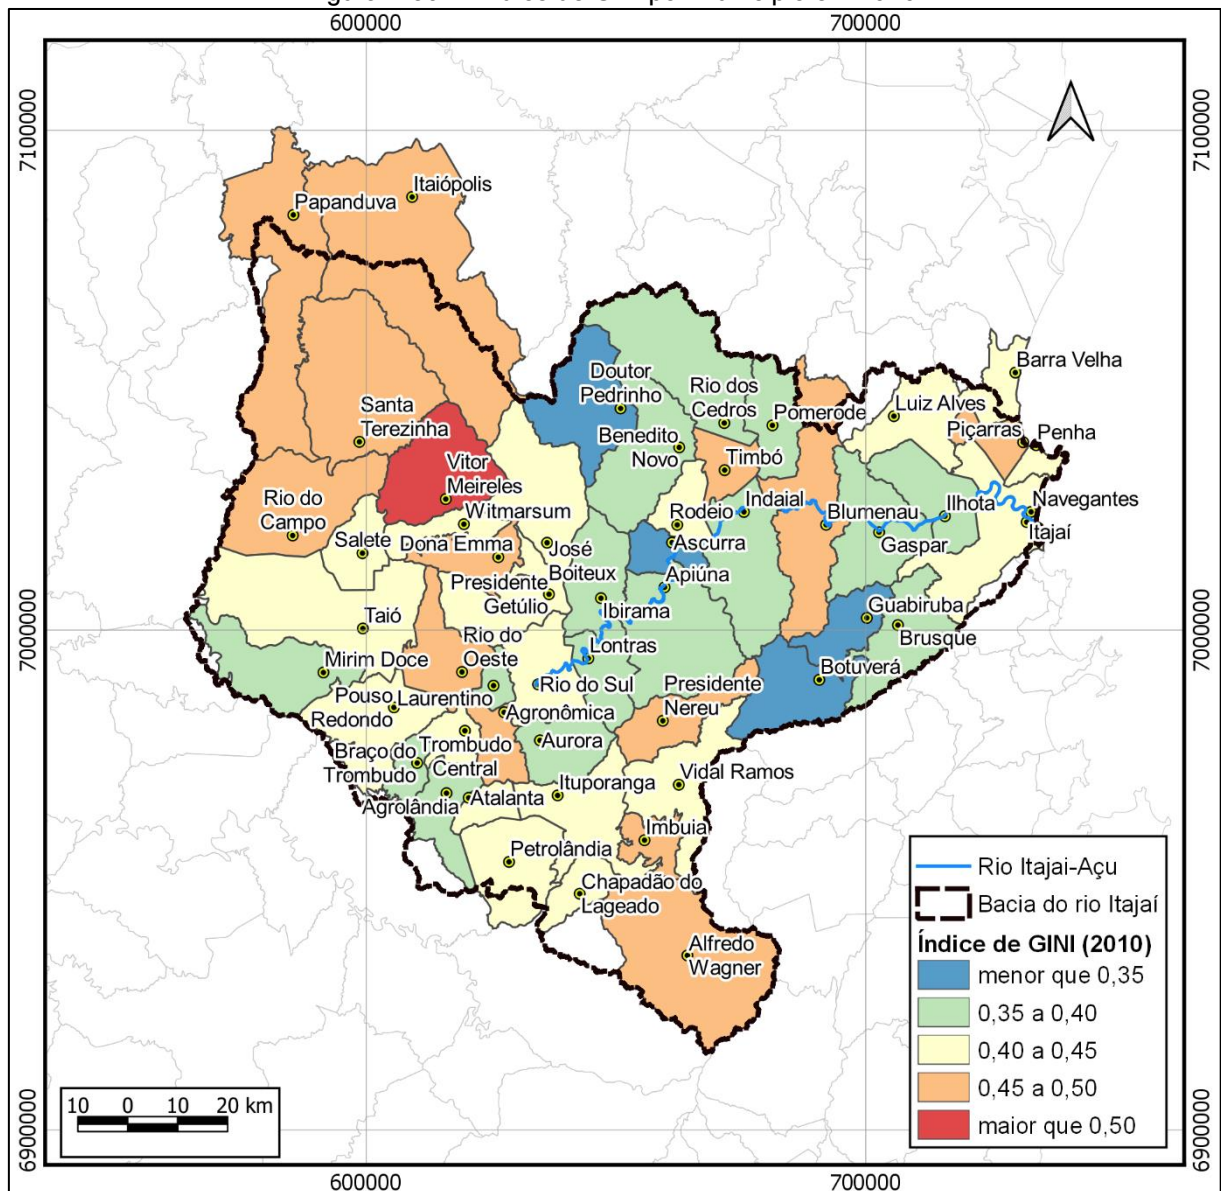 600000
700000
7100000
7100000
Itaiópolis
Papanduva
Barra Velha
Doutor
Pedrinho
Rio dos
Cedros
Luiz Alves
Santa
Terezinha
Pomerode
Piçarras
Penha
Benedito
Novo
Timbó
Vitor
Meireles
Rio do
Campo
Witmarsum
Rodeio
Indaial
Blumenau
Ilhota
Navegantes
Itajaí
Salete
Dona Emma
José
Boiteux
Ascurra
Gaspar
Presidente
Getúlio
Apiúna
Ibirama
Guabiruba
7000000
7000000
Taió
Rio do
Oeste
Brusque
Lontras
Mirim Doce
Botuverá
Pouso
Redondo
Laurentino
Rio do Sul
Presidente
Nereu
Agronômica
Braço do
Trombudo
Trombudo
Central
Aurora
Vidal Ramos
Agrolândia
Atalanta
Ituporanga
Imbuia
Petrolândia
Chapadão do
Lageado
Alfredo
Wagner
Rio Itajai-Açu
Bacia do rio Itajaí
Índice de GINI (2010)
menor que 0,35
0,35 a 0,40
0,40 a 0,45
0,45 a 0,50
maior que 0,50
10 0 10 20 km
6900000
6900000
600000
700000